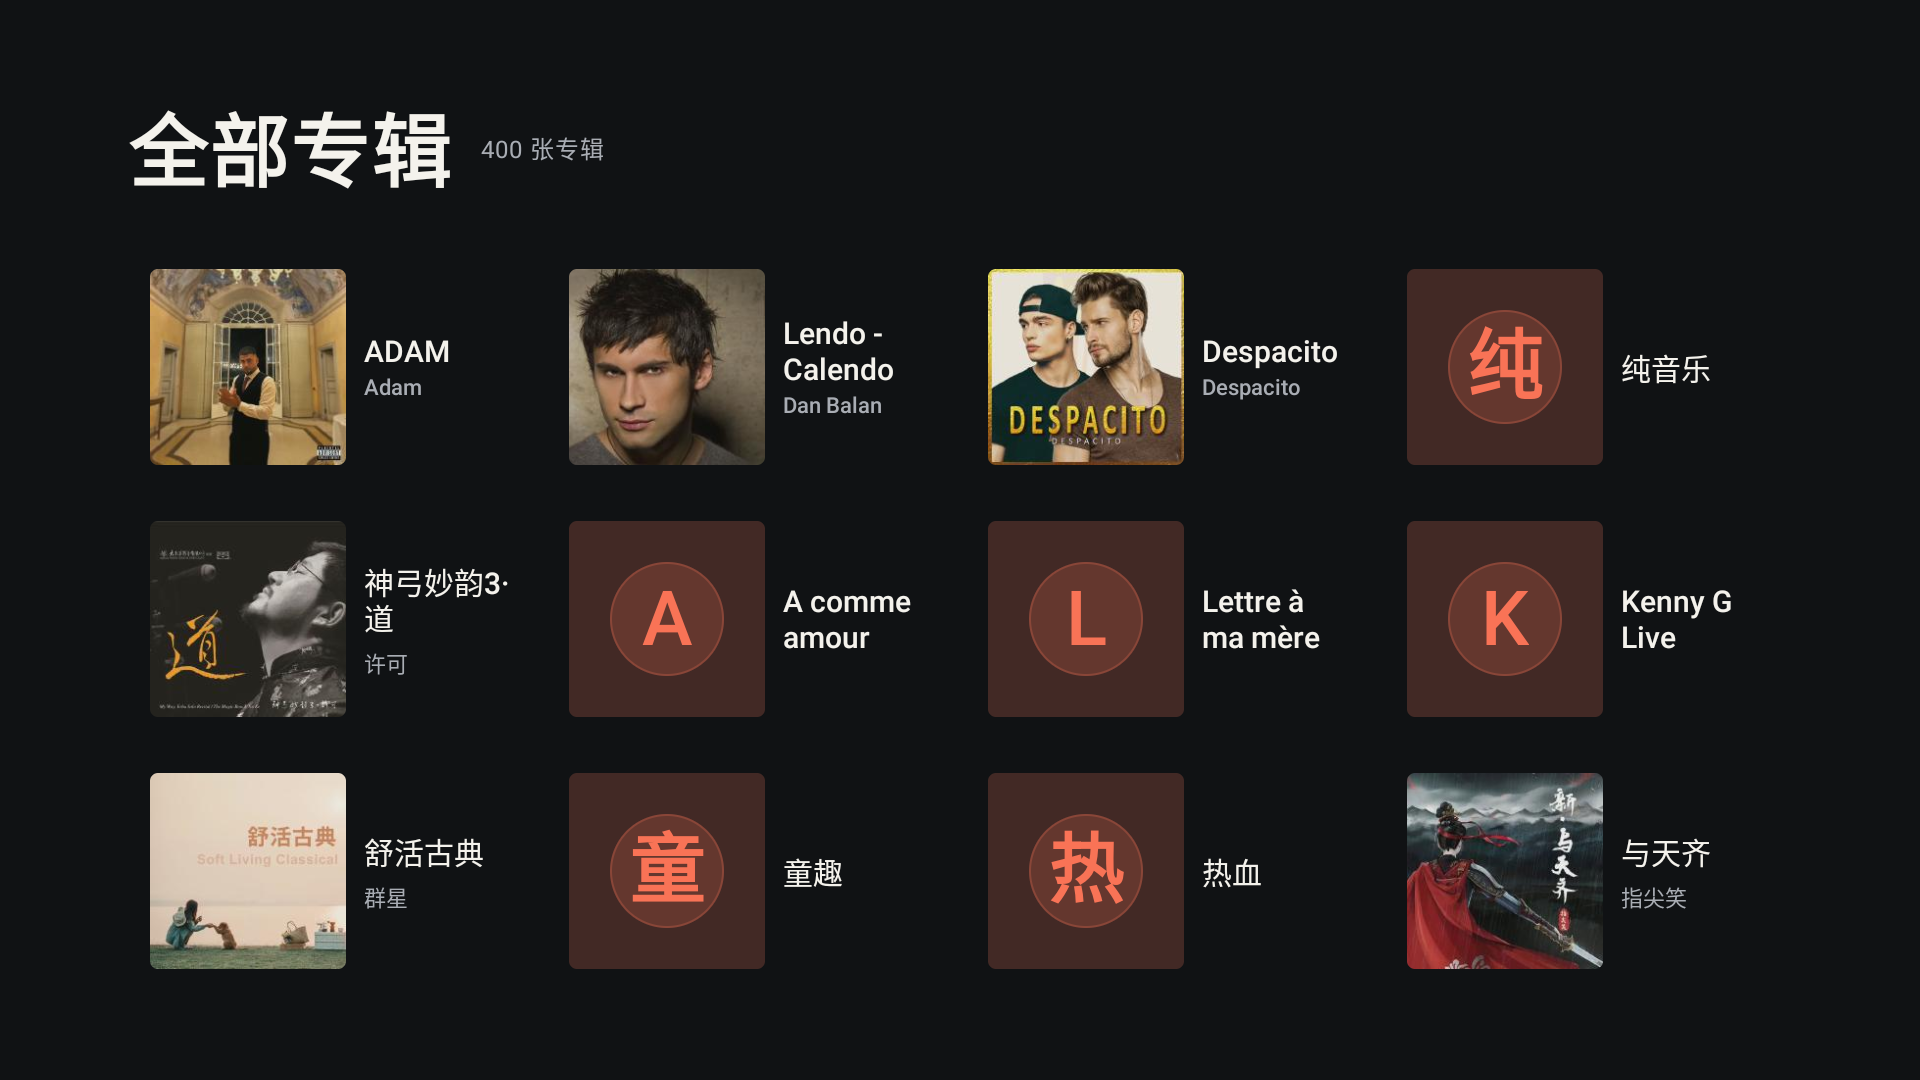 全部专辑
400 张专辑
ADAM
Adam
Lendo -
Calendo
Dan Balan
DESPACITO
DESPACITO
Despacito
Despacito
纯
纯音乐
道
神弓妙韵3·
道
许可
A
A comme
amour
L
Lettre à
ma mère
K
Kenny G
Live
舒活古典
Soft Living Classical
舒活古典
群星
童
童趣
热
热血
新·与天齐
与天齐
指尖笑